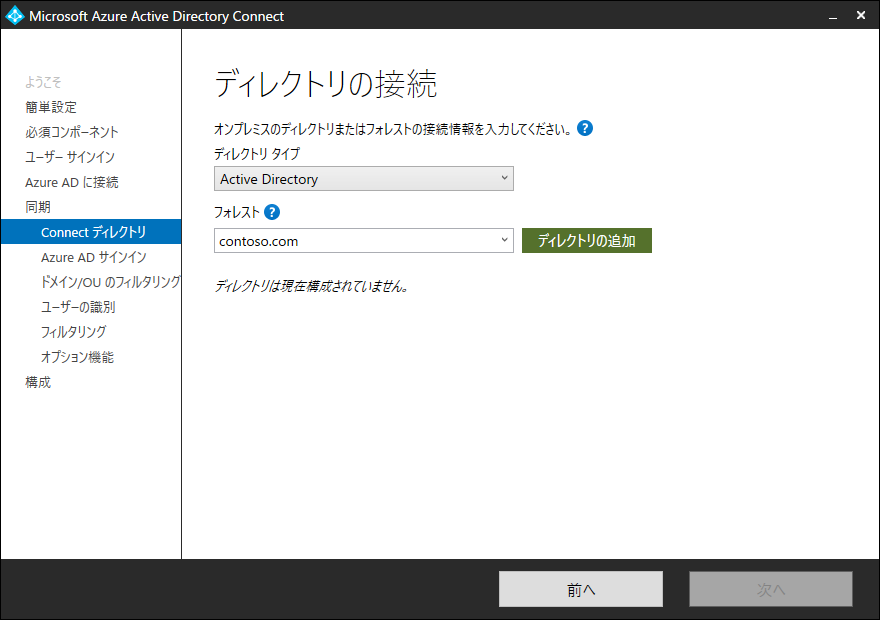 Microsoft Azure Active Directory Connect
ようこそ
簡単設定
必須コンポーネント
ユーザー サインイン
Azure AD に接続
同期
Connect ディレクトリ
Azure AD サインイン
ドメイン/OU のフィルタリング
ユーザーの識別
フィルタリング
オプション機能
構成
ディレクトリの接続
オンプレミスのディレクトリまたはフォレストの接続情報を入力してください。 ?
ディレクトリ タイプ
Active Directory
フォレスト ?
contoso.com ディレクトリの追加
ディレクトリは現在構成されていません。
前へ 次へ